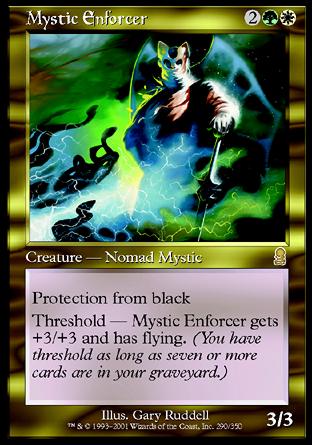 Mystic Enforcer 2
Creature — Nomad Mystic
Protection from black
Threshold — Mystic Enforcer gets
+3/+3 and has flying. (You have
threshold as long as seven or more
cards are in your graveyard.)
Illus. Gary Ruddell
™ & © 1993–2001 Wizards of the Coast, Inc. 290/350
3/3